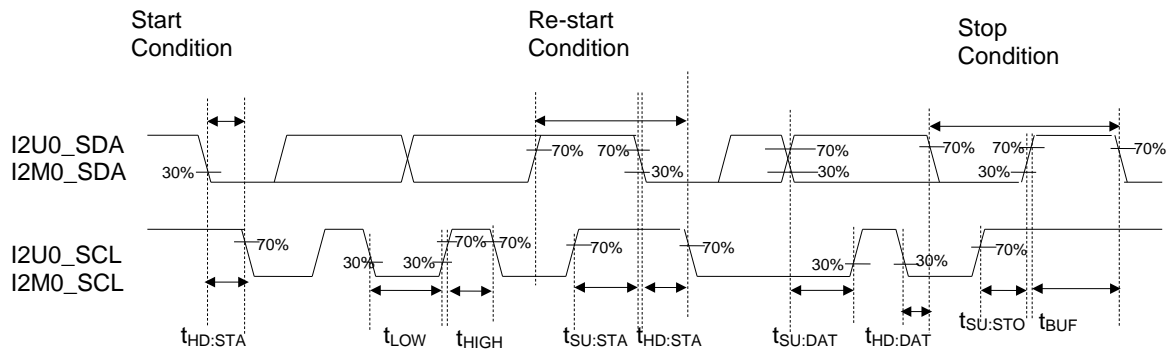 Start
Condition
Re-start
Condition
Stop
Condition
I2U0_SDA
I2M0_SDA
30%
70%
70%
30%
70%
30%
70%
70%
70%
I2U0_SCL
I2M0_SCL
70%
30%
30%
70%
70%
70%
70%
30%
30%
70%
tHD:STA
tLOW
tHIGH
tSU:STA
tHD:STA
tSU:DAT
tHD:DAT
tSU:STO
tBUF